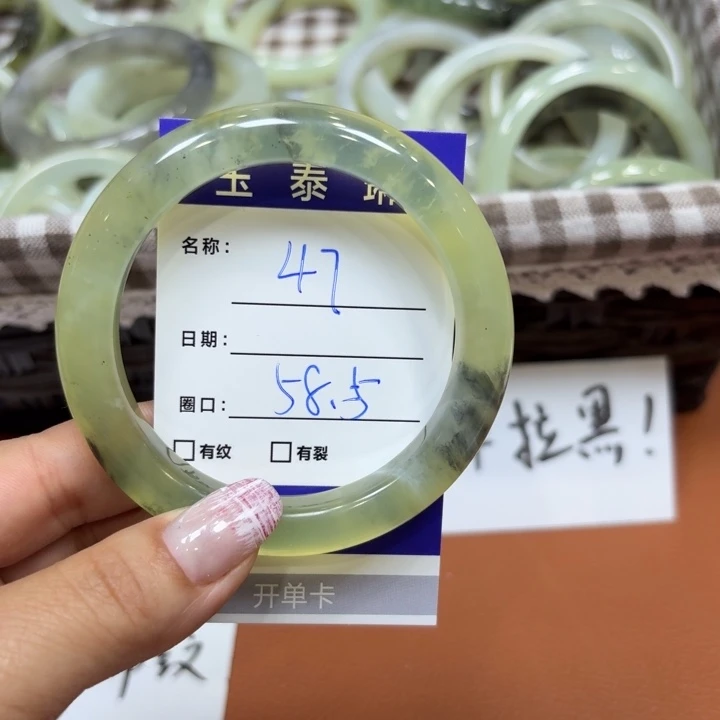 玉泰琳
名称: 47
日期:
圈口: 58.5
有纹 有裂
开单卡
拉黑!